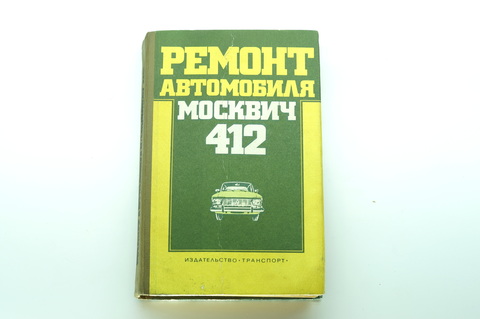 РЕМОНТ
АВТОМОБИЛЯ
МОСКВИЧ
412
ИЗДАТЕЛЬСТВО·ТРАНСПОРТ·